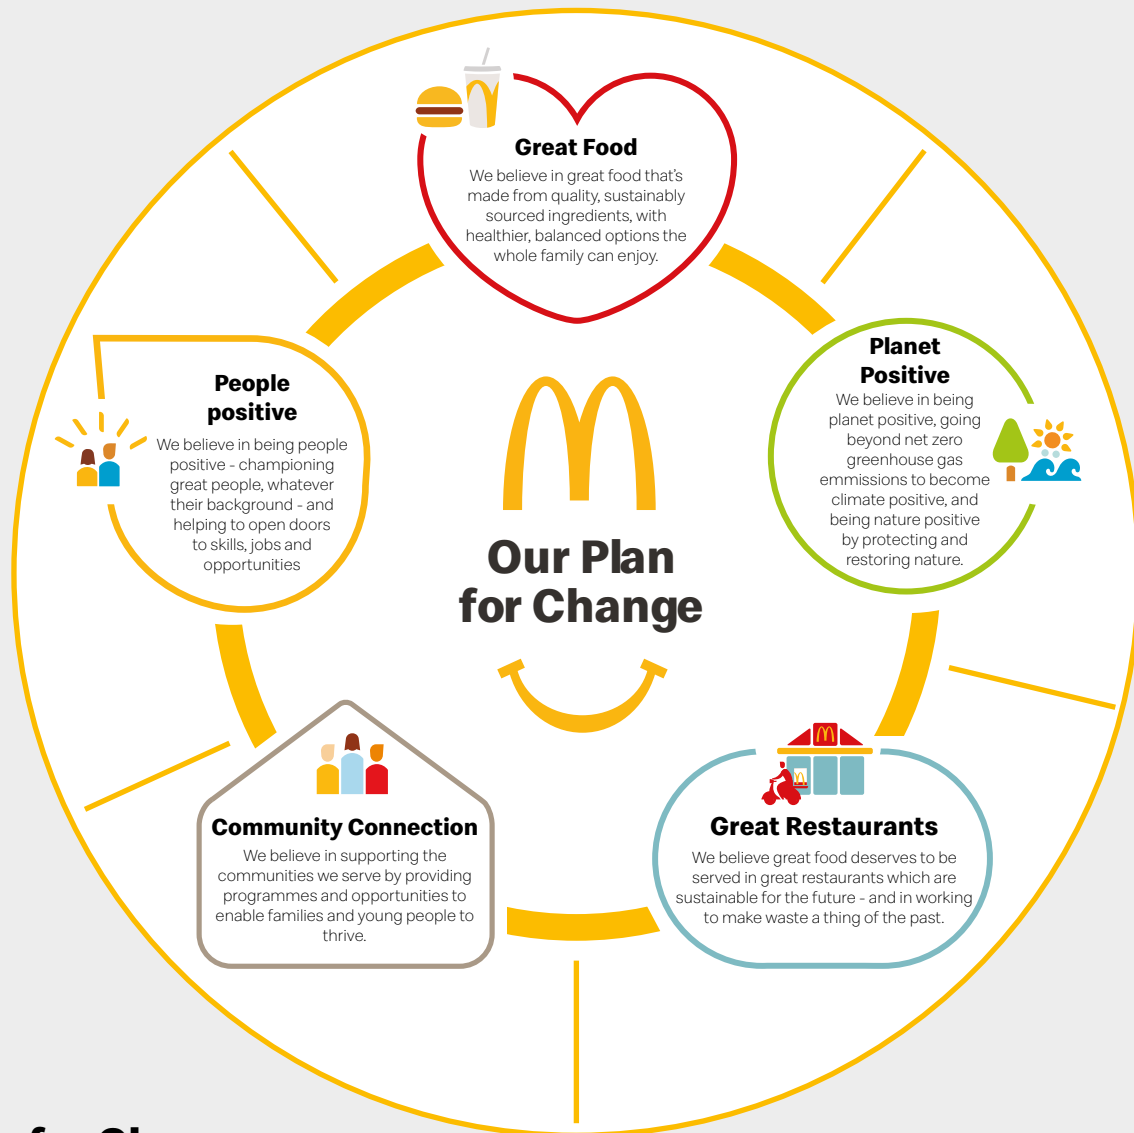 Great Food
We believe in great food that's
made from quality, sustainably
sourced ingredients, with
healthier, balanced options the
whole family can enjoy.
Planet
Positive
We believe in being
planet positive, going
beyond net zero
greenhouse gas
emmissions to become
climate positive, and
being nature positive
by protecting and
restoring nature.
People
positive
We believe in being people
positive - championing
great people, whatever
their background - and
helping to open doors
to skills, jobs and
opportunities
Our Plan
for Change
Community Connection
We believe in supporting the
communities we serve by providing
programmes and opportunities to
enable families and young people to
thrive.
Great Restaurants
We believe great food deserves to be
served in great restaurants which are
sustainable for the future - and in working
to make waste a thing of the past.